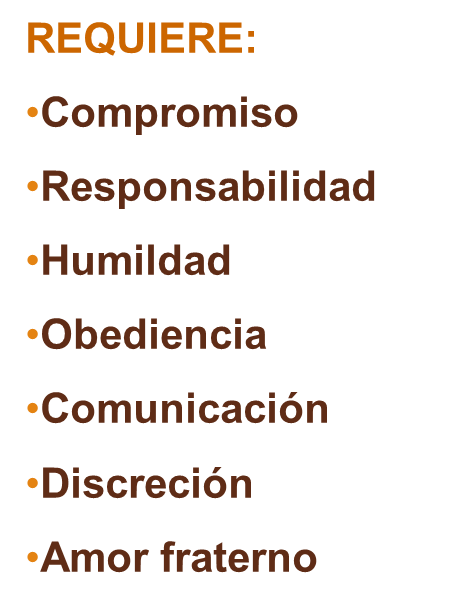 REQUIERE:
•Compromiso
•Responsabilidad
•Humildad
•Obediencia
•Comunicación
•Discreción
•Amor fraterno